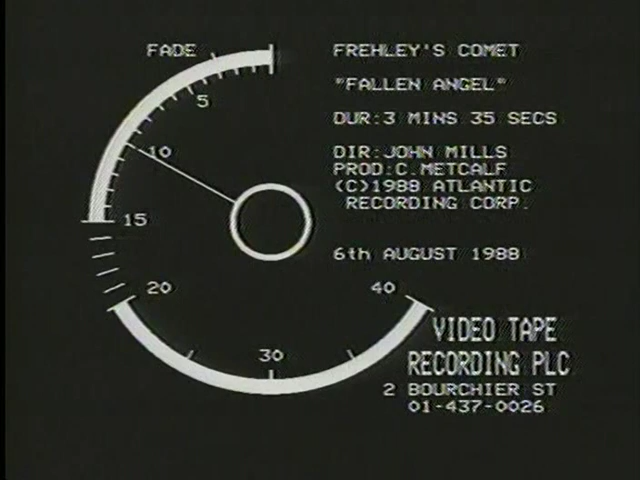 FADE
5
10
15
20
30
40
FREHLEY'S COMET
"FALLEN ANGEL"
DUR:3 MINS 35 SECS
DIR:JOHN MILLS
PROD:C.METCALF
(C)1988 ATLANTIC
RECORDING CORP.
6th AUGUST 1988
VIDEO TAPE
RECORDING PLC
2 BOURCHIER ST
01-437-0026